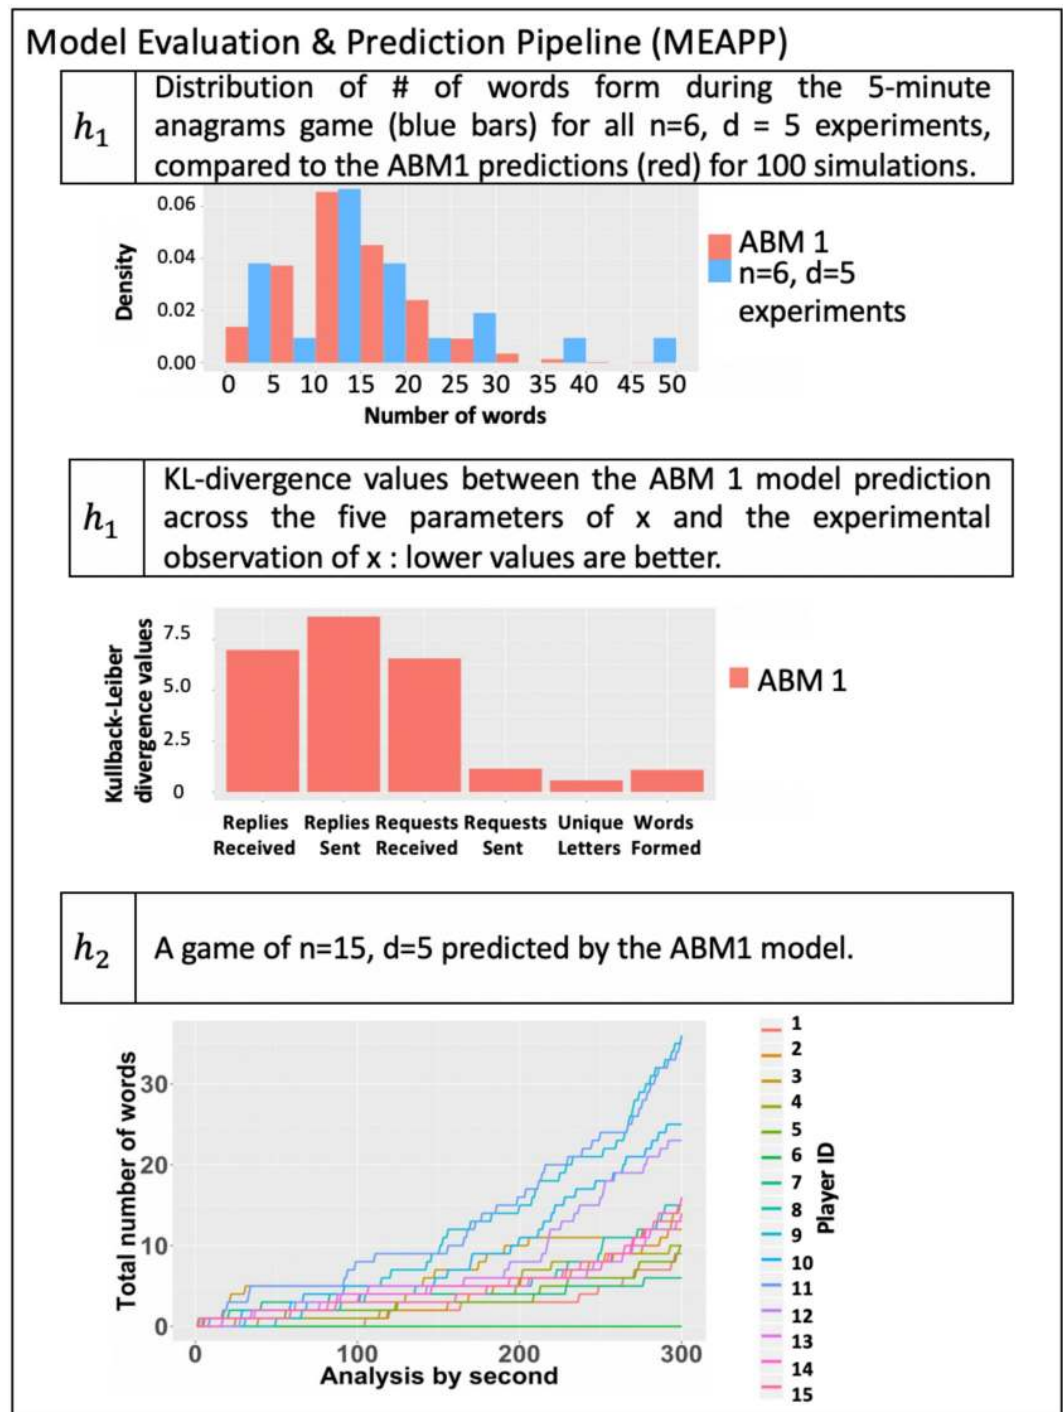 Model Evaluation & Prediction Pipeline (MEAPP)
h₁
Distribution of # of words form during the 5-minute
anagrams game (blue bars) for all n=6, d = 5 experiments,
compared to the ABM1 predictions (red) for 100 simulations.
0.06
0.04
0.02
0.00
Density
0 5 10 15 20 25 30 35 40 45 50
Number of words
ABM 1
n=6, d=5
experiments
h₁
KL-divergence values between the ABM 1 model prediction
across the five parameters of x and the experimental
observation of x : lower values are better.
Kullback-Leiber
divergence values
7.5
5.0
2.5
0
Replies Replies Requests Requests Unique Words
Received Sent Received Sent Letters Formed
ABM 1
h₂
A game of n=15, d=5 predicted by the ABM1 model.
Total number of words
30
20
10
0
0 100 200 300
Analysis by second
1
2
3
4
5
6
7
8
9
10
11
12
13
14
15
Player ID